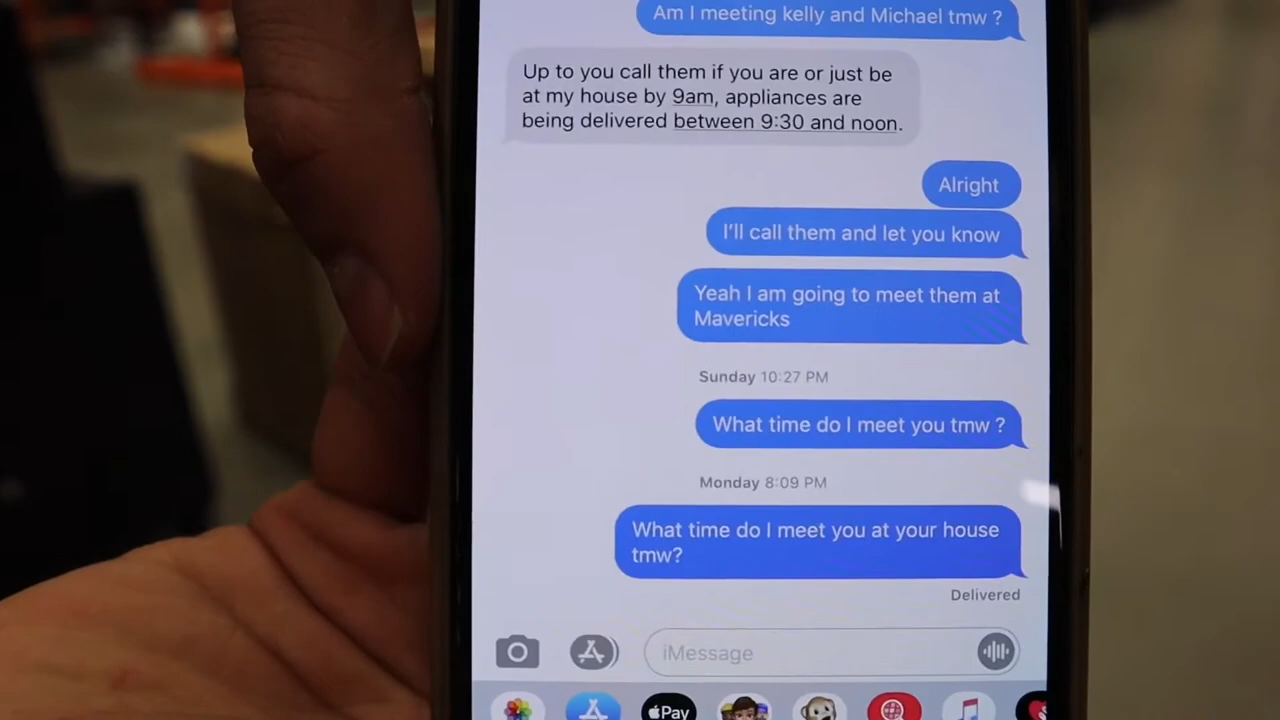 Am I meeting kelly and Michael tmw ?
Up to you call them if you are or just be
at my house by 9am, appliances are
being delivered between 9:30 and noon.
Alright
I'll call them and let you know
Yeah I am going to meet them at
Mavericks
Sunday 10:27 PM
What time do I meet you tmw ?
Monday 8:09 PM
What time do I meet you at your house
tmw?
Delivered
iMessage
Pay